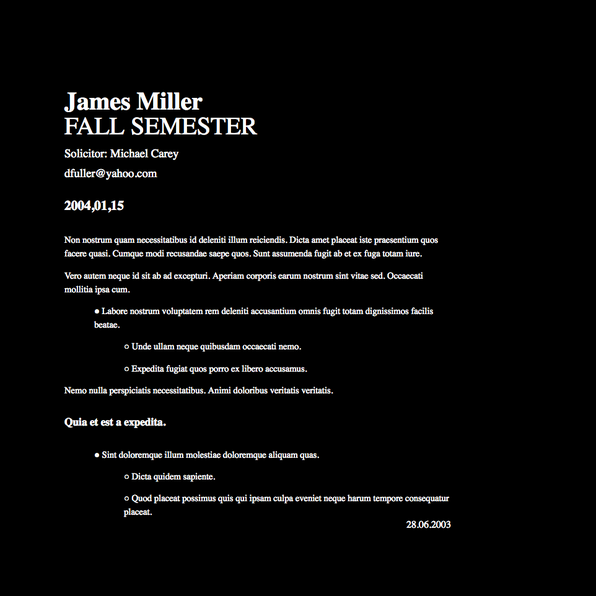 James Miller
FALL SEMESTER
Solicitor: Michael Carey
dfuller@yahoo.com
2004,01,15
Non nostrum quam necessitatibus id deleniti illum reiciendis. Dicta amet placeat iste praesentium quos
facere quasi. Cumque modi recusandae saepe quos. Sunt assumenda fugit ab et ex fuga totam iure.
Vero autem neque id sit ab ad excepturi. Aperiam corporis earum nostrum sint vitae sed. Occaecati
mollitia ipsa cum.
● Labore nostrum voluptatem rem deleniti accusantium omnis fugit totam dignissimos facilis
beatae.
○ Unde ullam neque quibusdam occaecati nemo.
○ Expedita fugiat quos porro ex libero accusamus.
Nemo nulla perspiciatis necessitatibus. Animi doloribus veritatis veritatis.
Quia et est a expedita.
● Sint doloremque illum molestiae doloremque aliquam quas.
○ Dicta quidem sapiente.
○ Quod placeat possimus quis qui ipsam culpa eveniet neque harum tempore consequatur
placeat.
28.06.2003